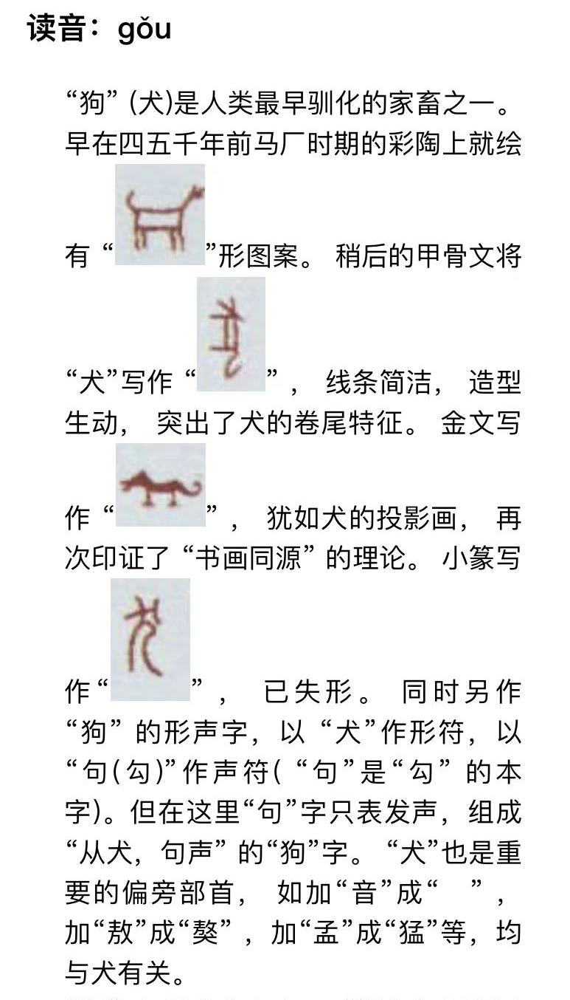 读音：gǒu
“狗” (犬)是人类最早驯化的家畜之一。
早在四五千年前马厂时期的彩陶上就绘
有 “ ”形图案。 稍后的甲骨文将
“犬”写作 “ ” ， 线条简洁， 造型
生动， 突出了犬的卷尾特征。 金文写
作 “ ” ， 犹如犬的投影画， 再
次印证了 “书画同源” 的理论。 小篆写
作 “ ” ， 已失形。 同时另作
“狗” 的形声字，以 “犬”作形符，以
“句(勾)”作声符( “句”是“勾” 的本
字)。但在这里“句”字只表发声，组成
“从犬，句声” 的“狗”字。 “犬”也是重
要的偏旁部首， 如加“音”成“ ” ，
加“敖”成“獒” ，加“孟”成“猛”等，均
与犬有关。